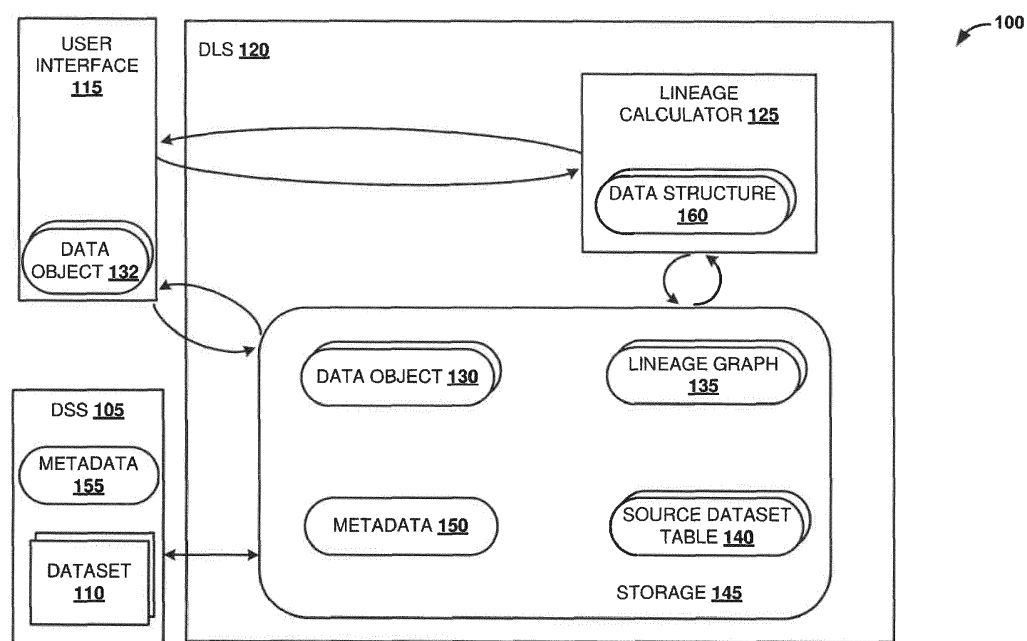 100
USER
INTERFACE
115
DATA
OBJECT 132
DLS 120
LINEAGE
CALCULATOR 125
DATA STRUCTURE
160
DATA OBJECT 130
LINEAGE GRAPH
135
METADATA 150
SOURCE DATASET
TABLE 140
STORAGE 145
DSS 105
METADATA
155
DATASET
110